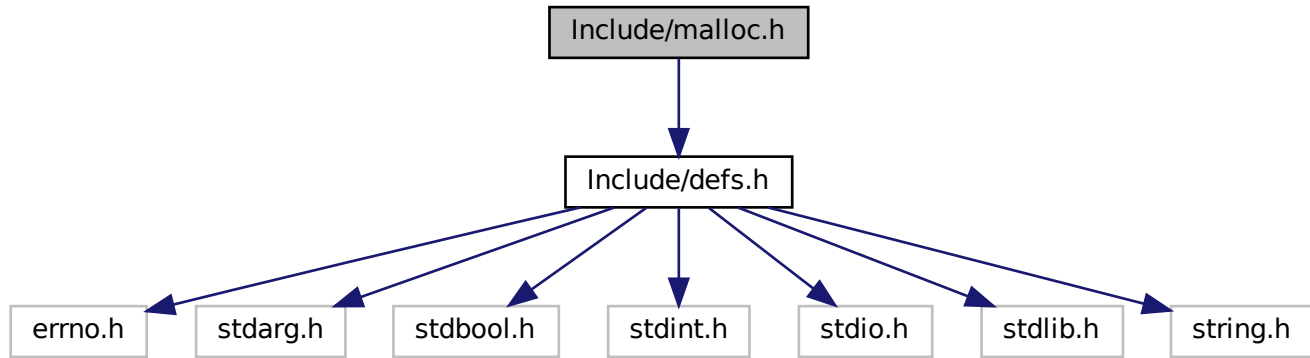 Include/malloc.h
Include/defs.h
errno.h
stdarg.h
stdbool.h
stdint.h
stdio.h
stdlib.h
string.h